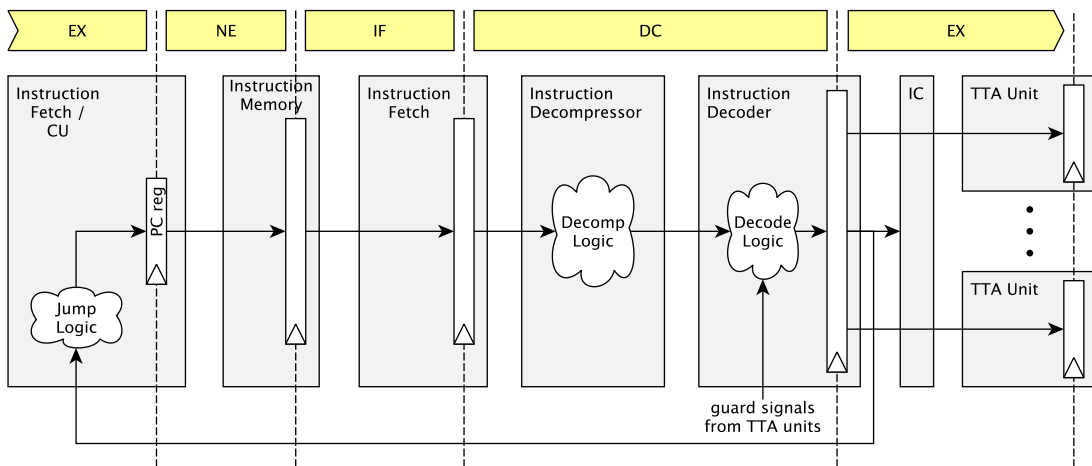 EX
NE
IF
DC
EX
Instruction
Fetch /
CU
Instruction
Memory
Instruction
Fetch
Instruction
Decompressor
Instruction
Decoder
IC
TTA Unit
PC reg
Decomp
Logic
Decode
Logic
Jump
Logic
TTA Unit
guard signals
from TTA units